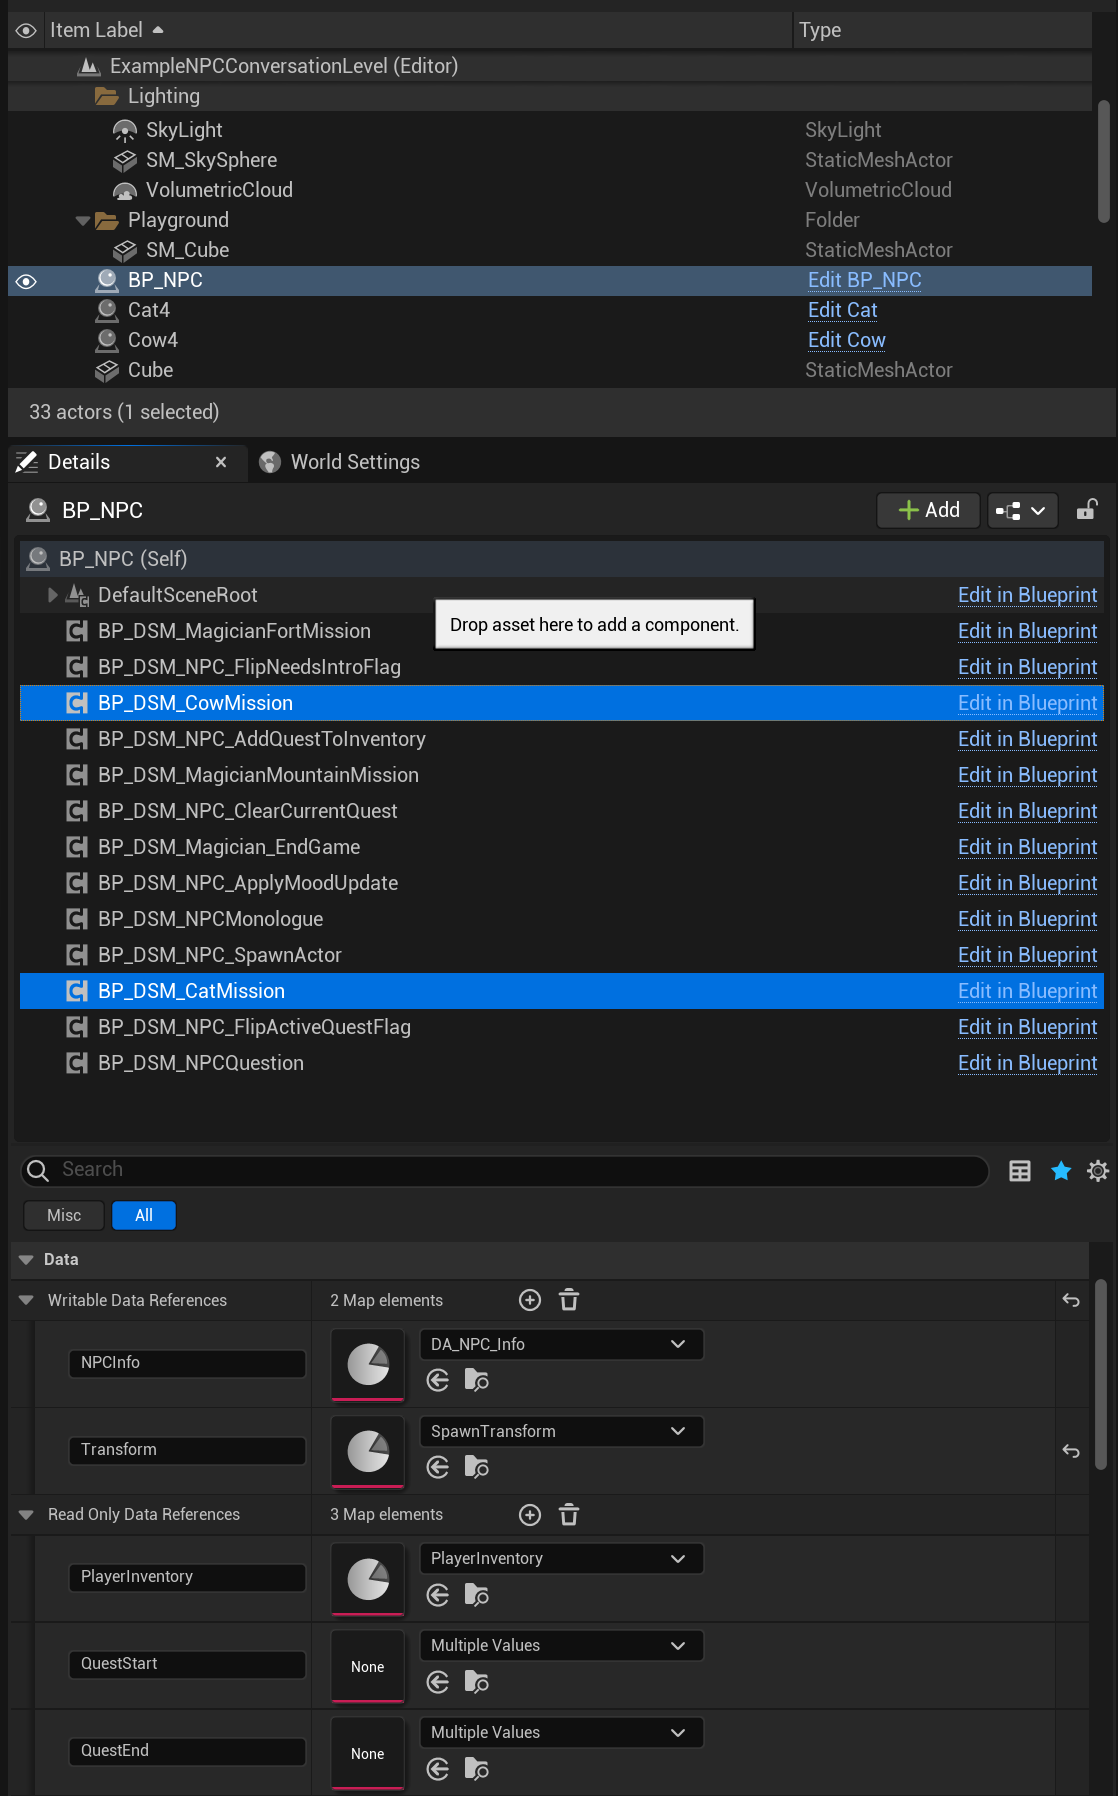 Item Label Type
ExampleNPCConversationLevel (Editor)
Lighting
SkyLight SkyLight
SM_SkySphere StaticMeshActor
VolumetricCloud VolumetricCloud
Playground Folder
SM_Cube StaticMeshActor
BP_NPC Edit BP_NPC
Cat4 Edit Cat
Cow4 Edit Cow
Cube StaticMeshActor
33 actors (1 selected)
Details World Settings
BP_NPC Add
BP_NPC (Self)
DefaultSceneRoot Edit in Blueprint
Drop asset here to add a component.
BP_DSM_MagicianFortMission Edit in Blueprint
BP_DSM_NPC_FlipNeedsIntroFlag Edit in Blueprint
BP_DSM_CowMission Edit in Blueprint
BP_DSM_NPC_AddQuestToInventory Edit in Blueprint
BP_DSM_MagicianMountainMission Edit in Blueprint
BP_DSM_NPC_ClearCurrentQuest Edit in Blueprint
BP_DSM_Magician_EndGame Edit in Blueprint
BP_DSM_NPC_ApplyMoodUpdate Edit in Blueprint
BP_DSM_NPCMonologue Edit in Blueprint
BP_DSM_NPC_SpawnActor Edit in Blueprint
BP_DSM_CatMission Edit in Blueprint
BP_DSM_NPC_FlipActiveQuestFlag Edit in Blueprint
BP_DSM_NPCQuestion Edit in Blueprint
Search
Misc All
Data
Writable Data References 2 Map elements
NPCInfo DA_NPC_Info
Transform SpawnTransform
Read Only Data References 3 Map elements
PlayerInventory PlayerInventory
QuestStart None Multiple Values
QuestEnd None Multiple Values